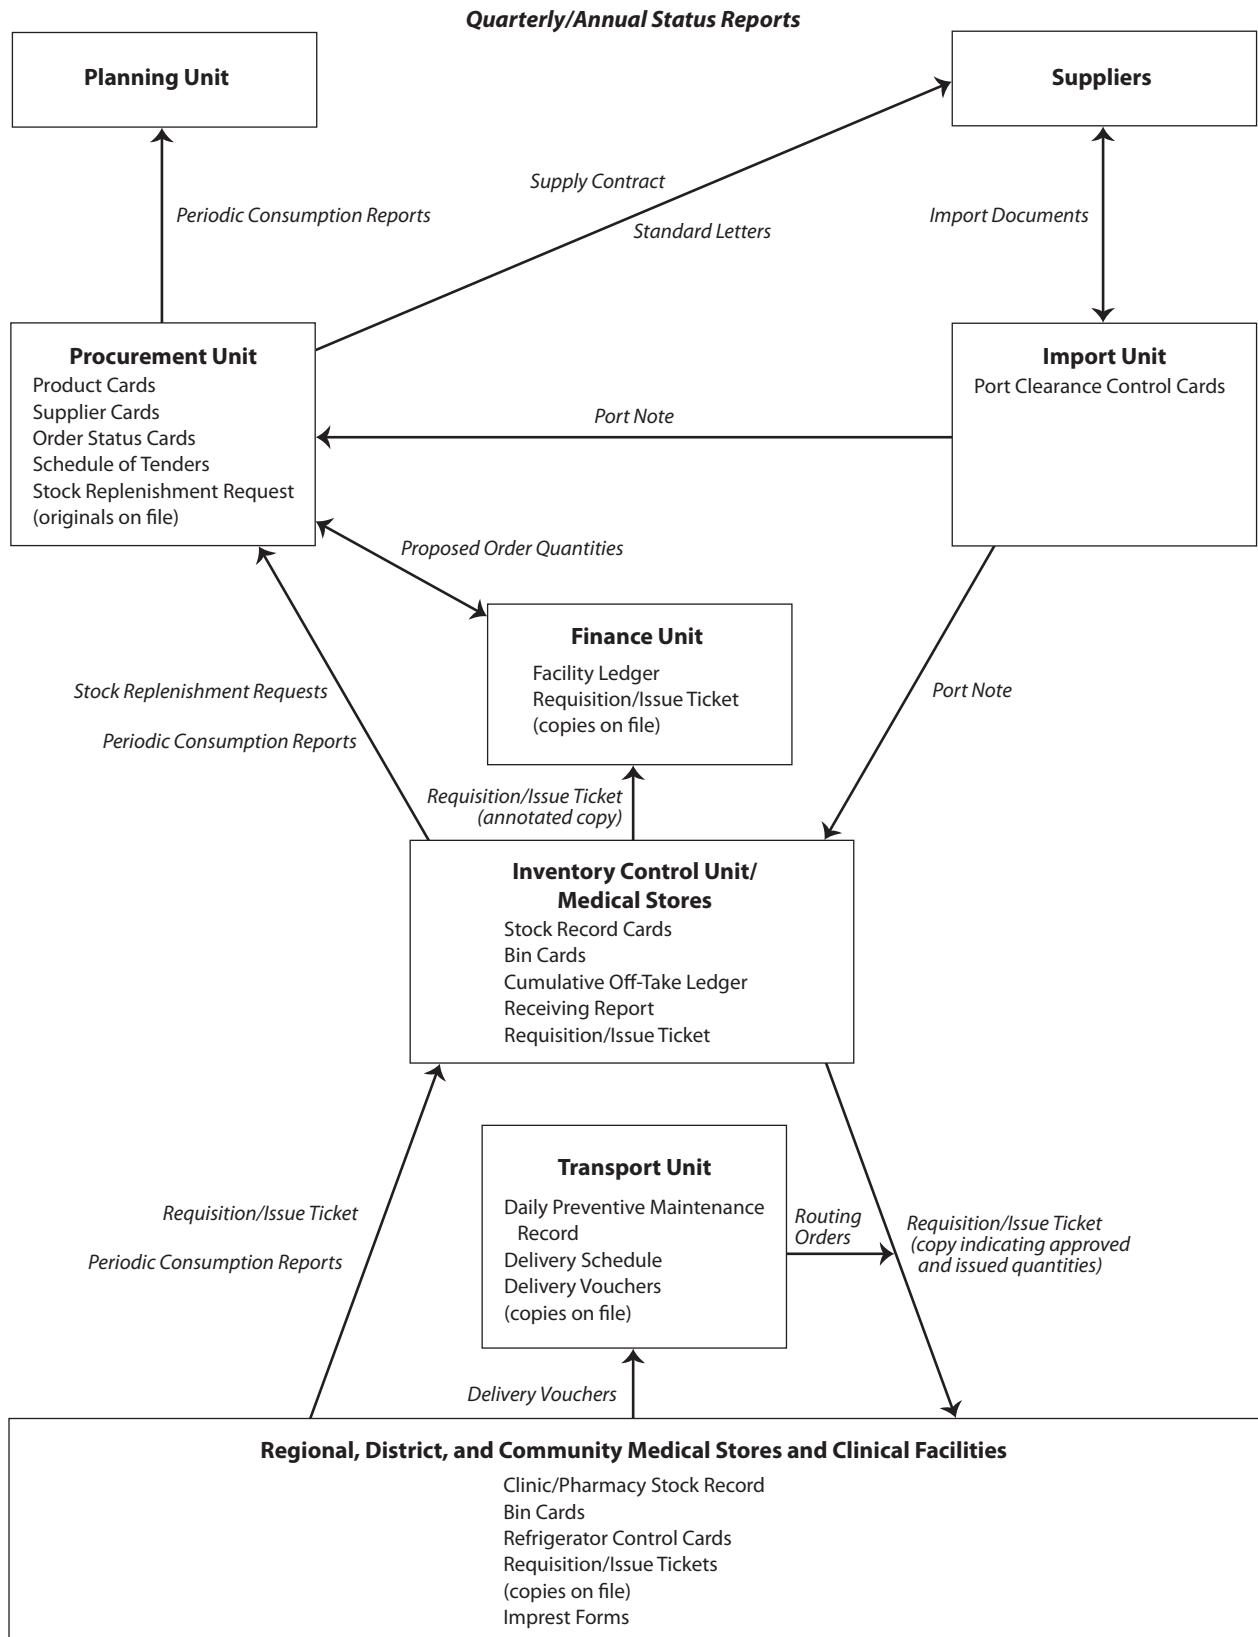 Quarterly/Annual Status Reports
Planning Unit
Suppliers
Supply Contract
Periodic Consumption Reports
Import Documents
Standard Letters
Procurement Unit
Product Cards
Supplier Cards
Order Status Cards
Schedule of Tenders
Stock Replenishment Request
(originals on file)
Import Unit
Port Clearance Control Cards
Port Note
Proposed Order Quantities
Finance Unit
Facility Ledger
Requisition/Issue Ticket
(copies on file)
Stock Replenishment Requests
Periodic Consumption Reports
Port Note
Requisition/Issue Ticket
(annotated copy)
Inventory Control Unit/
Medical Stores
Stock Record Cards
Bin Cards
Cumulative Off-Take Ledger
Receiving Report
Requisition/Issue Ticket
Transport Unit
Daily Preventive Maintenance
Record
Delivery Schedule
Delivery Vouchers
(copies on file)
Requisition/Issue Ticket
Periodic Consumption Reports
Routing
Orders
Requisition/Issue Ticket
(copy indicating approved
and issued quantities)
Delivery Vouchers
Regional, District, and Community Medical Stores and Clinical Facilities
Clinic/Pharmacy Stock Record
Bin Cards
Refrigerator Control Cards
Requisition/Issue Tickets
(copies on file)
Imprest Forms